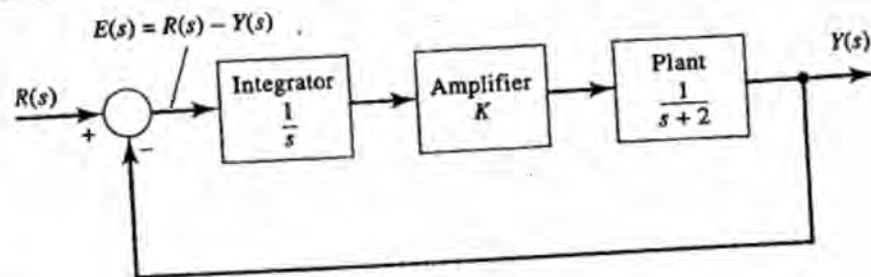 E(s) = R(s) − Y(s)
Y(s)
R(s)
+
−
Integrator
1
s
Amplifier
K
Plant
1
s + 2